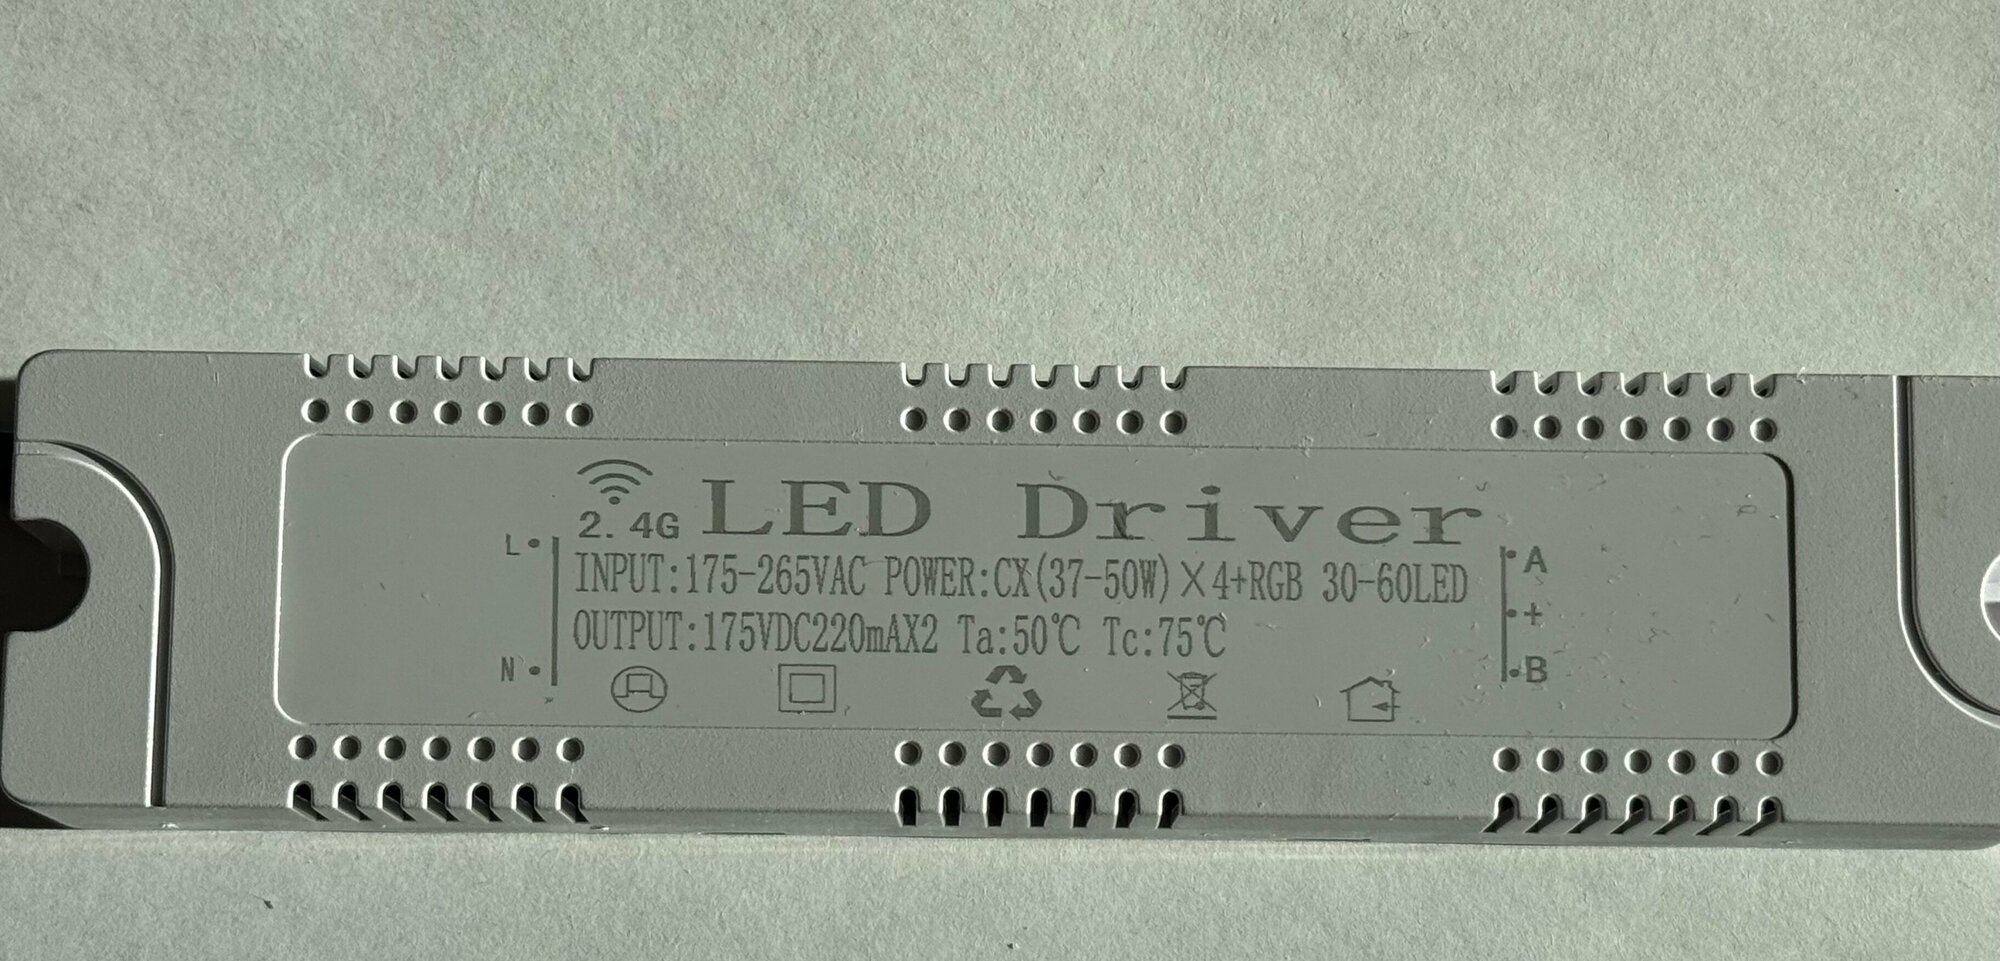 2.4G LED Driver
L
INPUT:175-265VAC POWER:CX(37-50W)×4+RGB 30-60LED
OUTPUT:175VDC220mAX2 Ta:50℃ Tc:75℃
N
A
+
B